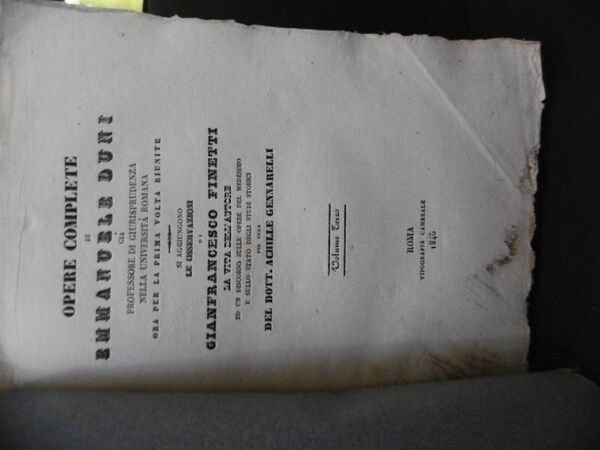 OPERE COMPLETE
DI
EMMANUELE DUNI
GIÀ
PROFESSORE DI GIURISPRUDENZA
NELLA UNIVERSITÀ ROMANA
ORA PER LA PRIMA VOLTA RIUNITE
SI AGGIUNGONO
LE OSSERVAZIONI
DI
GIANFRANCESCO FINETTI
LA VITA DELL'AUTORE
ED UN DISCORSO SULLE OPERE DEL MEDESIMO
E SULLO STATO DEGLI STUDI STORICI
PER CURA
DEL DOTT. ACHILLE GENNARELLI
Volume Terzo
ROMA
TIPOGRAFIA CAMERALE
1845